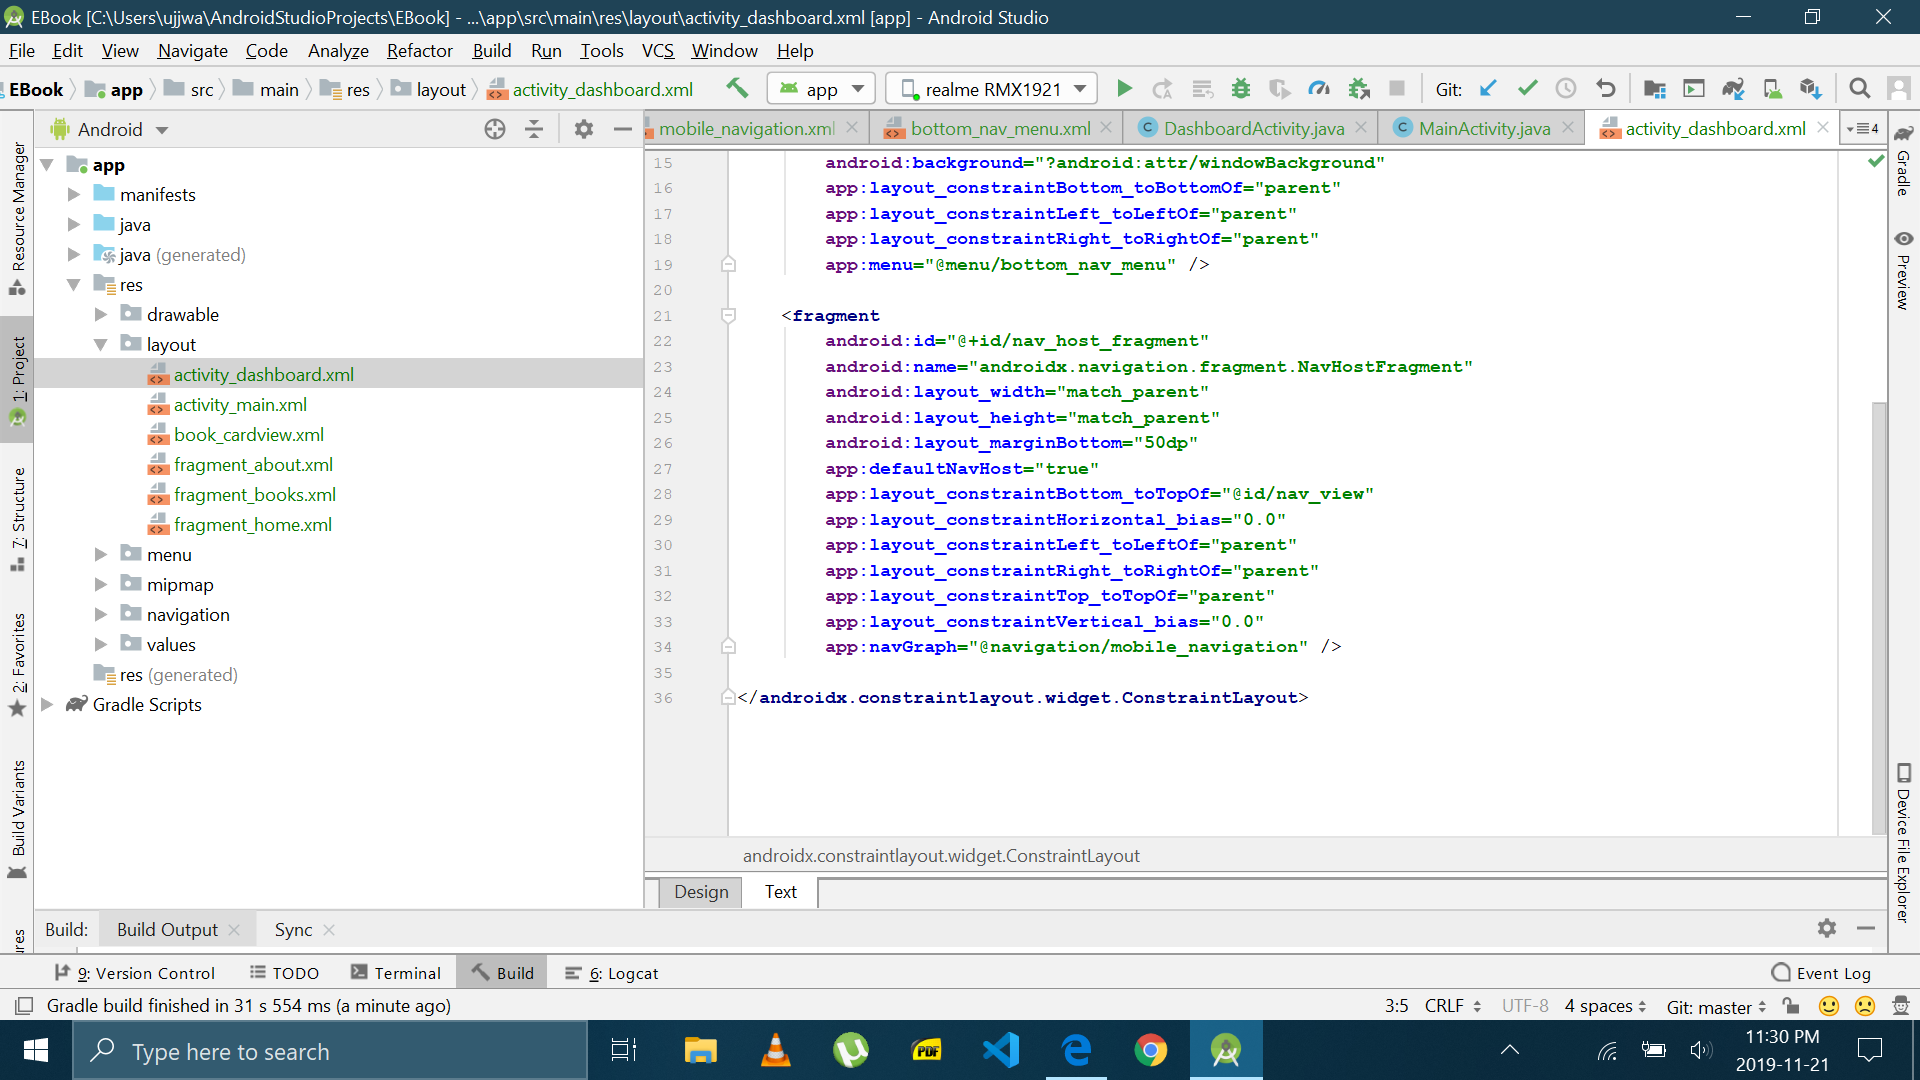 EBook [C:\Users\ujjwa\AndroidStudioProjects\EBook] - ...\app\src\main\res\layout\activity_dashboard.xml [app] - Android Studio
File Edit View Navigate Code Analyze Refactor Build Run Tools VCS Window Help
EBook app src main res layout activity_dashboard.xml app realme RMX1921 Git:
Android
mobile_navigation.xml bottom_nav_menu.xml DashboardActivity.java MainActivity.java activity_dashboard.xml 4
app
manifests
java
java (generated)
res
drawable
layout
activity_dashboard.xml
activity_main.xml
book_cardview.xml
fragment_about.xml
fragment_books.xml
fragment_home.xml
menu
mipmap
navigation
values
res (generated)
Gradle Scripts
15 android:background="?android:attr/windowBackground"
16 app:layout_constraintBottom_toBottomOf="parent"
17 app:layout_constraintLeft_toLeftOf="parent"
18 app:layout_constraintRight_toRightOf="parent"
19 app:menu="@menu/bottom_nav_menu" />
20
21 <fragment
22 android:id="@+id/nav_host_fragment"
23 android:name="androidx.navigation.fragment.NavHostFragment"
24 android:layout_width="match_parent"
25 android:layout_height="match_parent"
26 android:layout_marginBottom="50dp"
27 app:defaultNavHost="true"
28 app:layout_constraintBottom_toTopOf="@id/nav_view"
29 app:layout_constraintHorizontal_bias="0.0"
30 app:layout_constraintLeft_toLeftOf="parent"
31 app:layout_constraintRight_toRightOf="parent"
32 app:layout_constraintTop_toTopOf="parent"
33 app:layout_constraintVertical_bias="0.0"
34 app:navGraph="@navigation/mobile_navigation" />
35
36 </androidx.constraintlayout.widget.ConstraintLayout>
androidx.constraintlayout.widget.ConstraintLayout
Design Text
Resource Manager
1: Project
7: Structure
2: Favorites
Build Variants
Gradle
Preview
Device File Explorer
Build: Build Output Sync
9: Version Control TODO Terminal Build 6: Logcat Event Log
Gradle build finished in 31 s 554 ms (a minute ago) 3:5 CRLF UTF-8 4 spaces Git: master
Type here to search
PDF
11:30 PM
2019-11-21